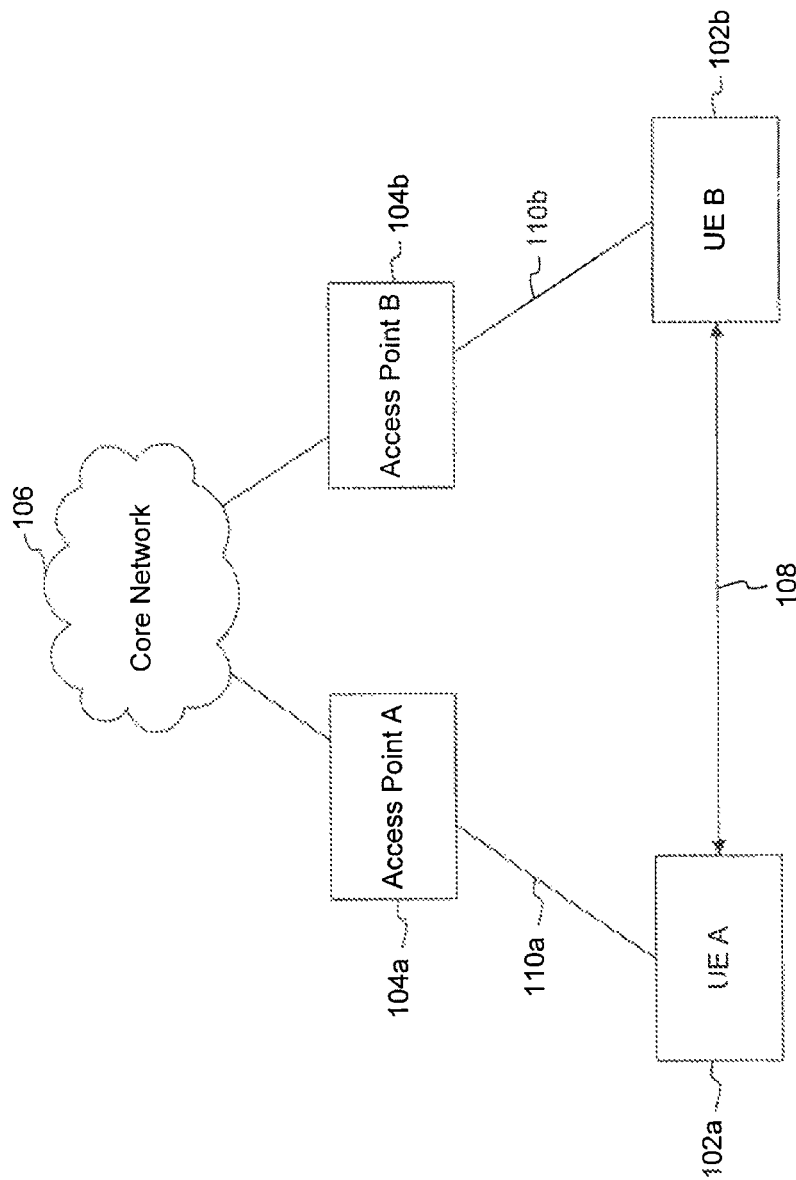 106
Core Network
Access Point A
104a
Access Point B
104b
110a
110b
UE A
102a
108
UE B
102b